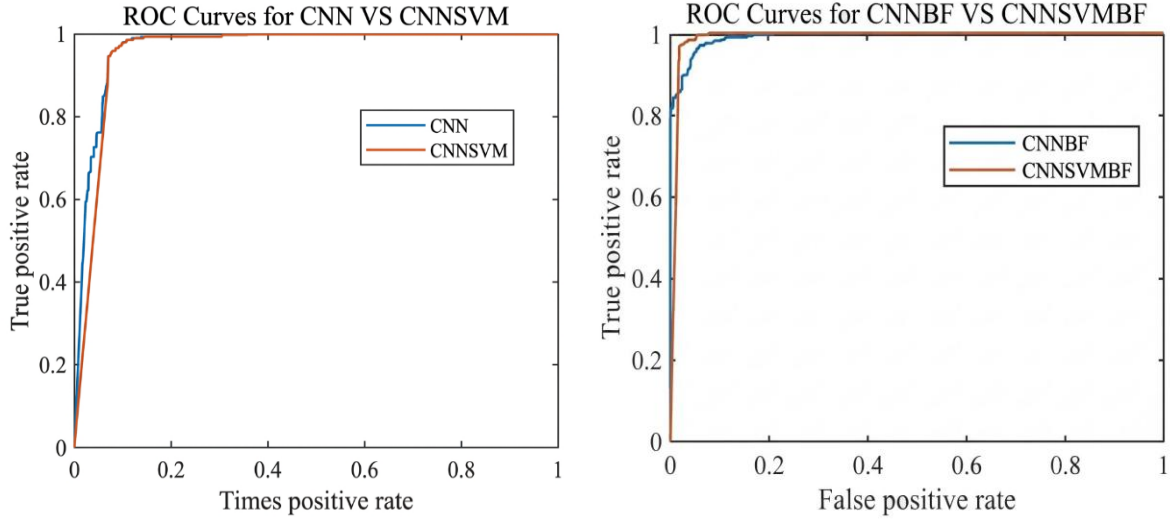 ROC Curves for CNN VS CNNSVM
1
0.8
0.6
0.4
0.2
0
True positive rate
CNN
CNNSVM
0 0.2 0.4 0.6 0.8 1
Times positive rate
ROC Curves for CNNBF VS CNNSVMBF
1
0.8
0.6
0.4
0.2
0
True positive rate
CNNBF
CNNSVMBF
0 0.2 0.4 0.6 0.8 1
False positive rate